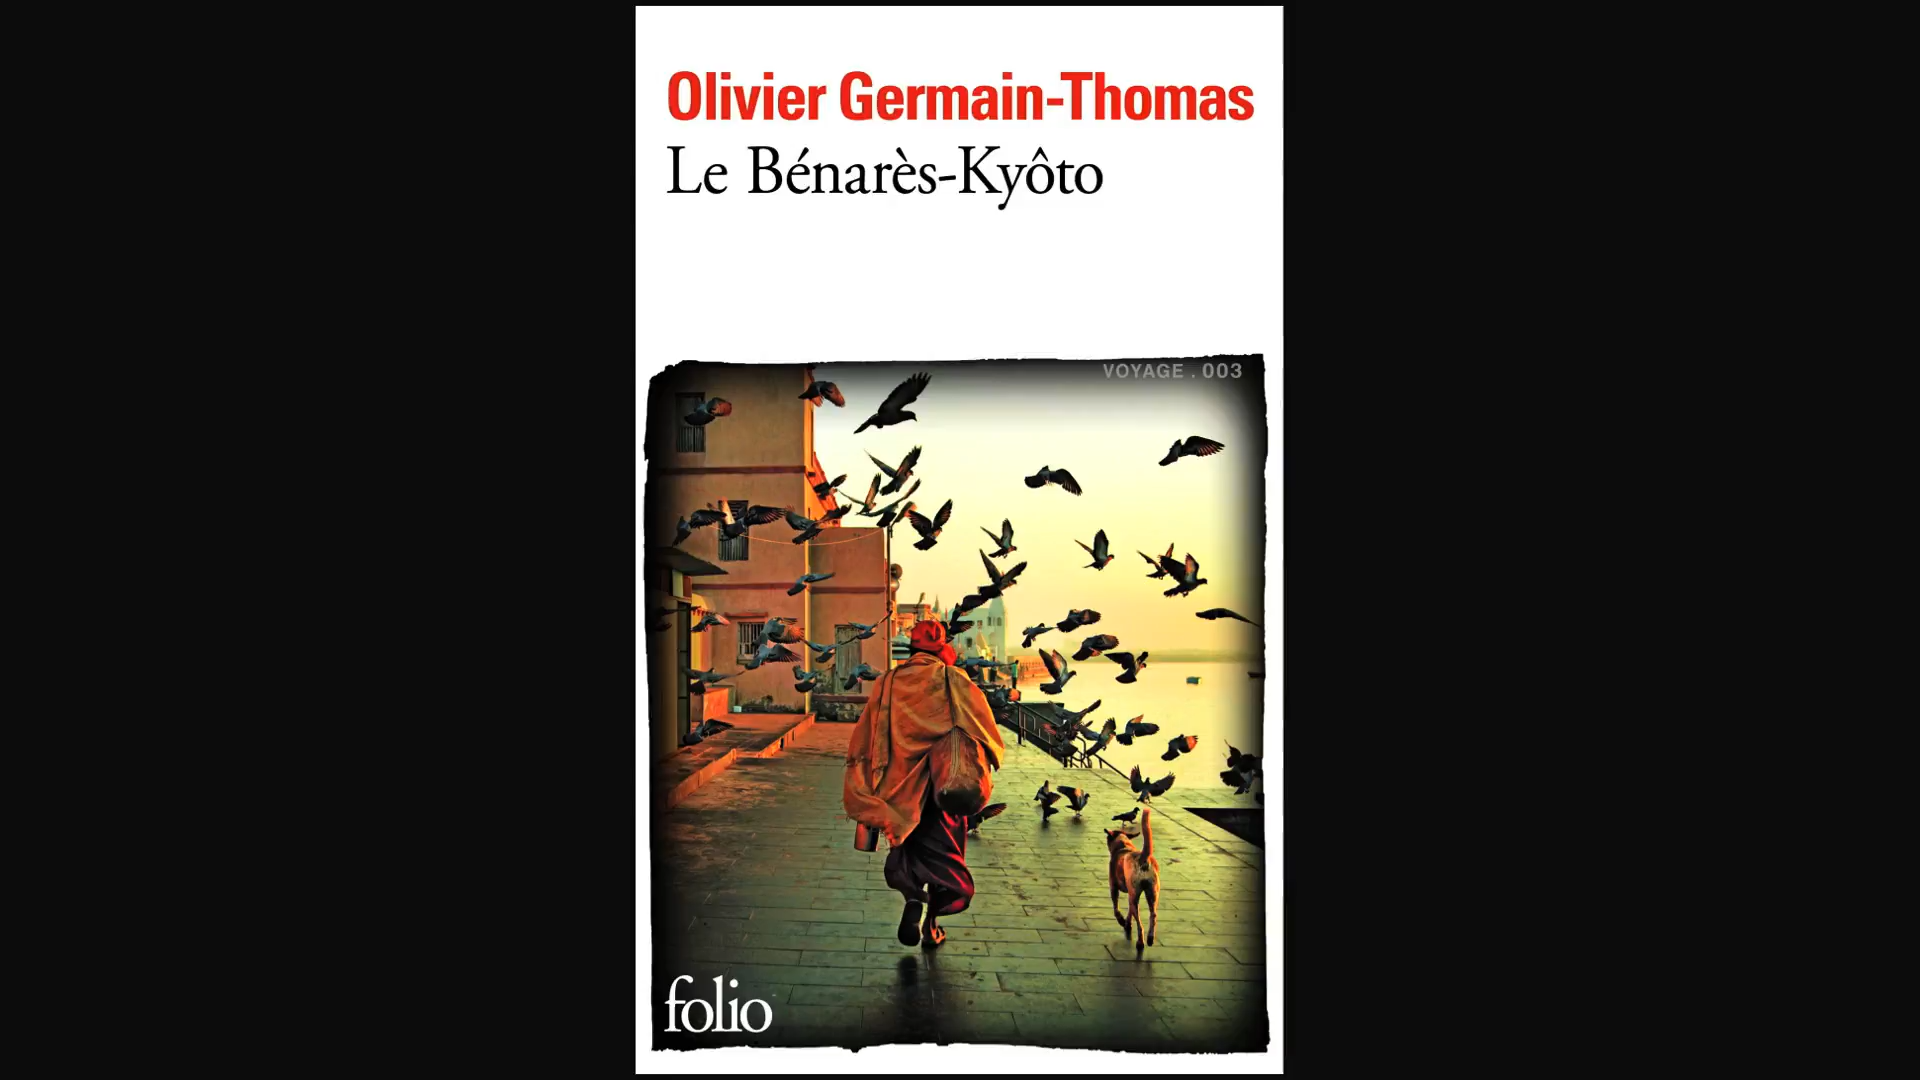 Olivier Germain-Thomas
Le Bénarès-Kyôto
VOYAGE . 003
folio